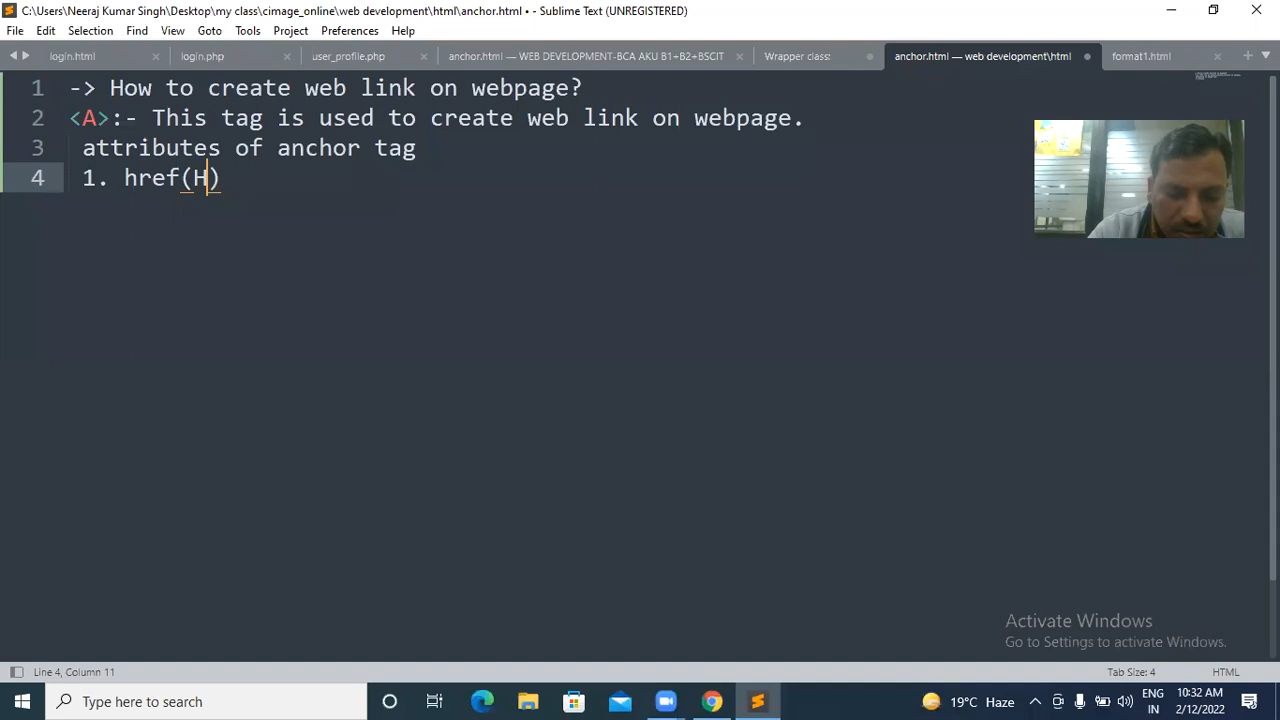 C:\Users\Neeraj Kumar Singh\Desktop\my class\cimage_online\web development\html\anchor.html • - Sublime Text (UNREGISTERED)
File Edit Selection Find View Goto Tools Project Preferences Help
login.html login.php user_profile.php anchor.html — WEB DEVELOPMENT-BCA AKU B1+B2+BSCIT Wrapper class: anchor.html — web development\html format1.html
1 -> How to create web link on webpage?
2 <A>:- This tag is used to create web link on webpage.
3 attributes of anchor tag
4 1. href(H)
Activate Windows
Go to Settings to activate Windows.
Line 4, Column 11 Tab Size: 4 HTML
Type here to search 19°C Haze ENG IN 10:32 AM 2/12/2022